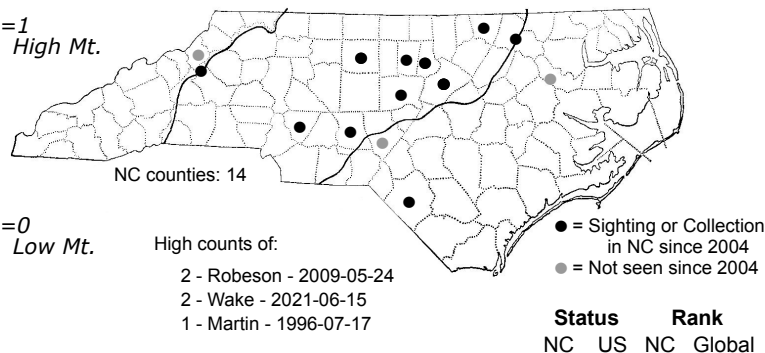 =1
High Mt.
NC counties: 14
=0
Low Mt.
High counts of:
2 - Robeson - 2009-05-24
2 - Wake - 2021-06-15
1 - Martin - 1996-07-17
= Sighting or Collection
in NC since 2004
= Not seen since 2004
Status Rank
NC US NC Global